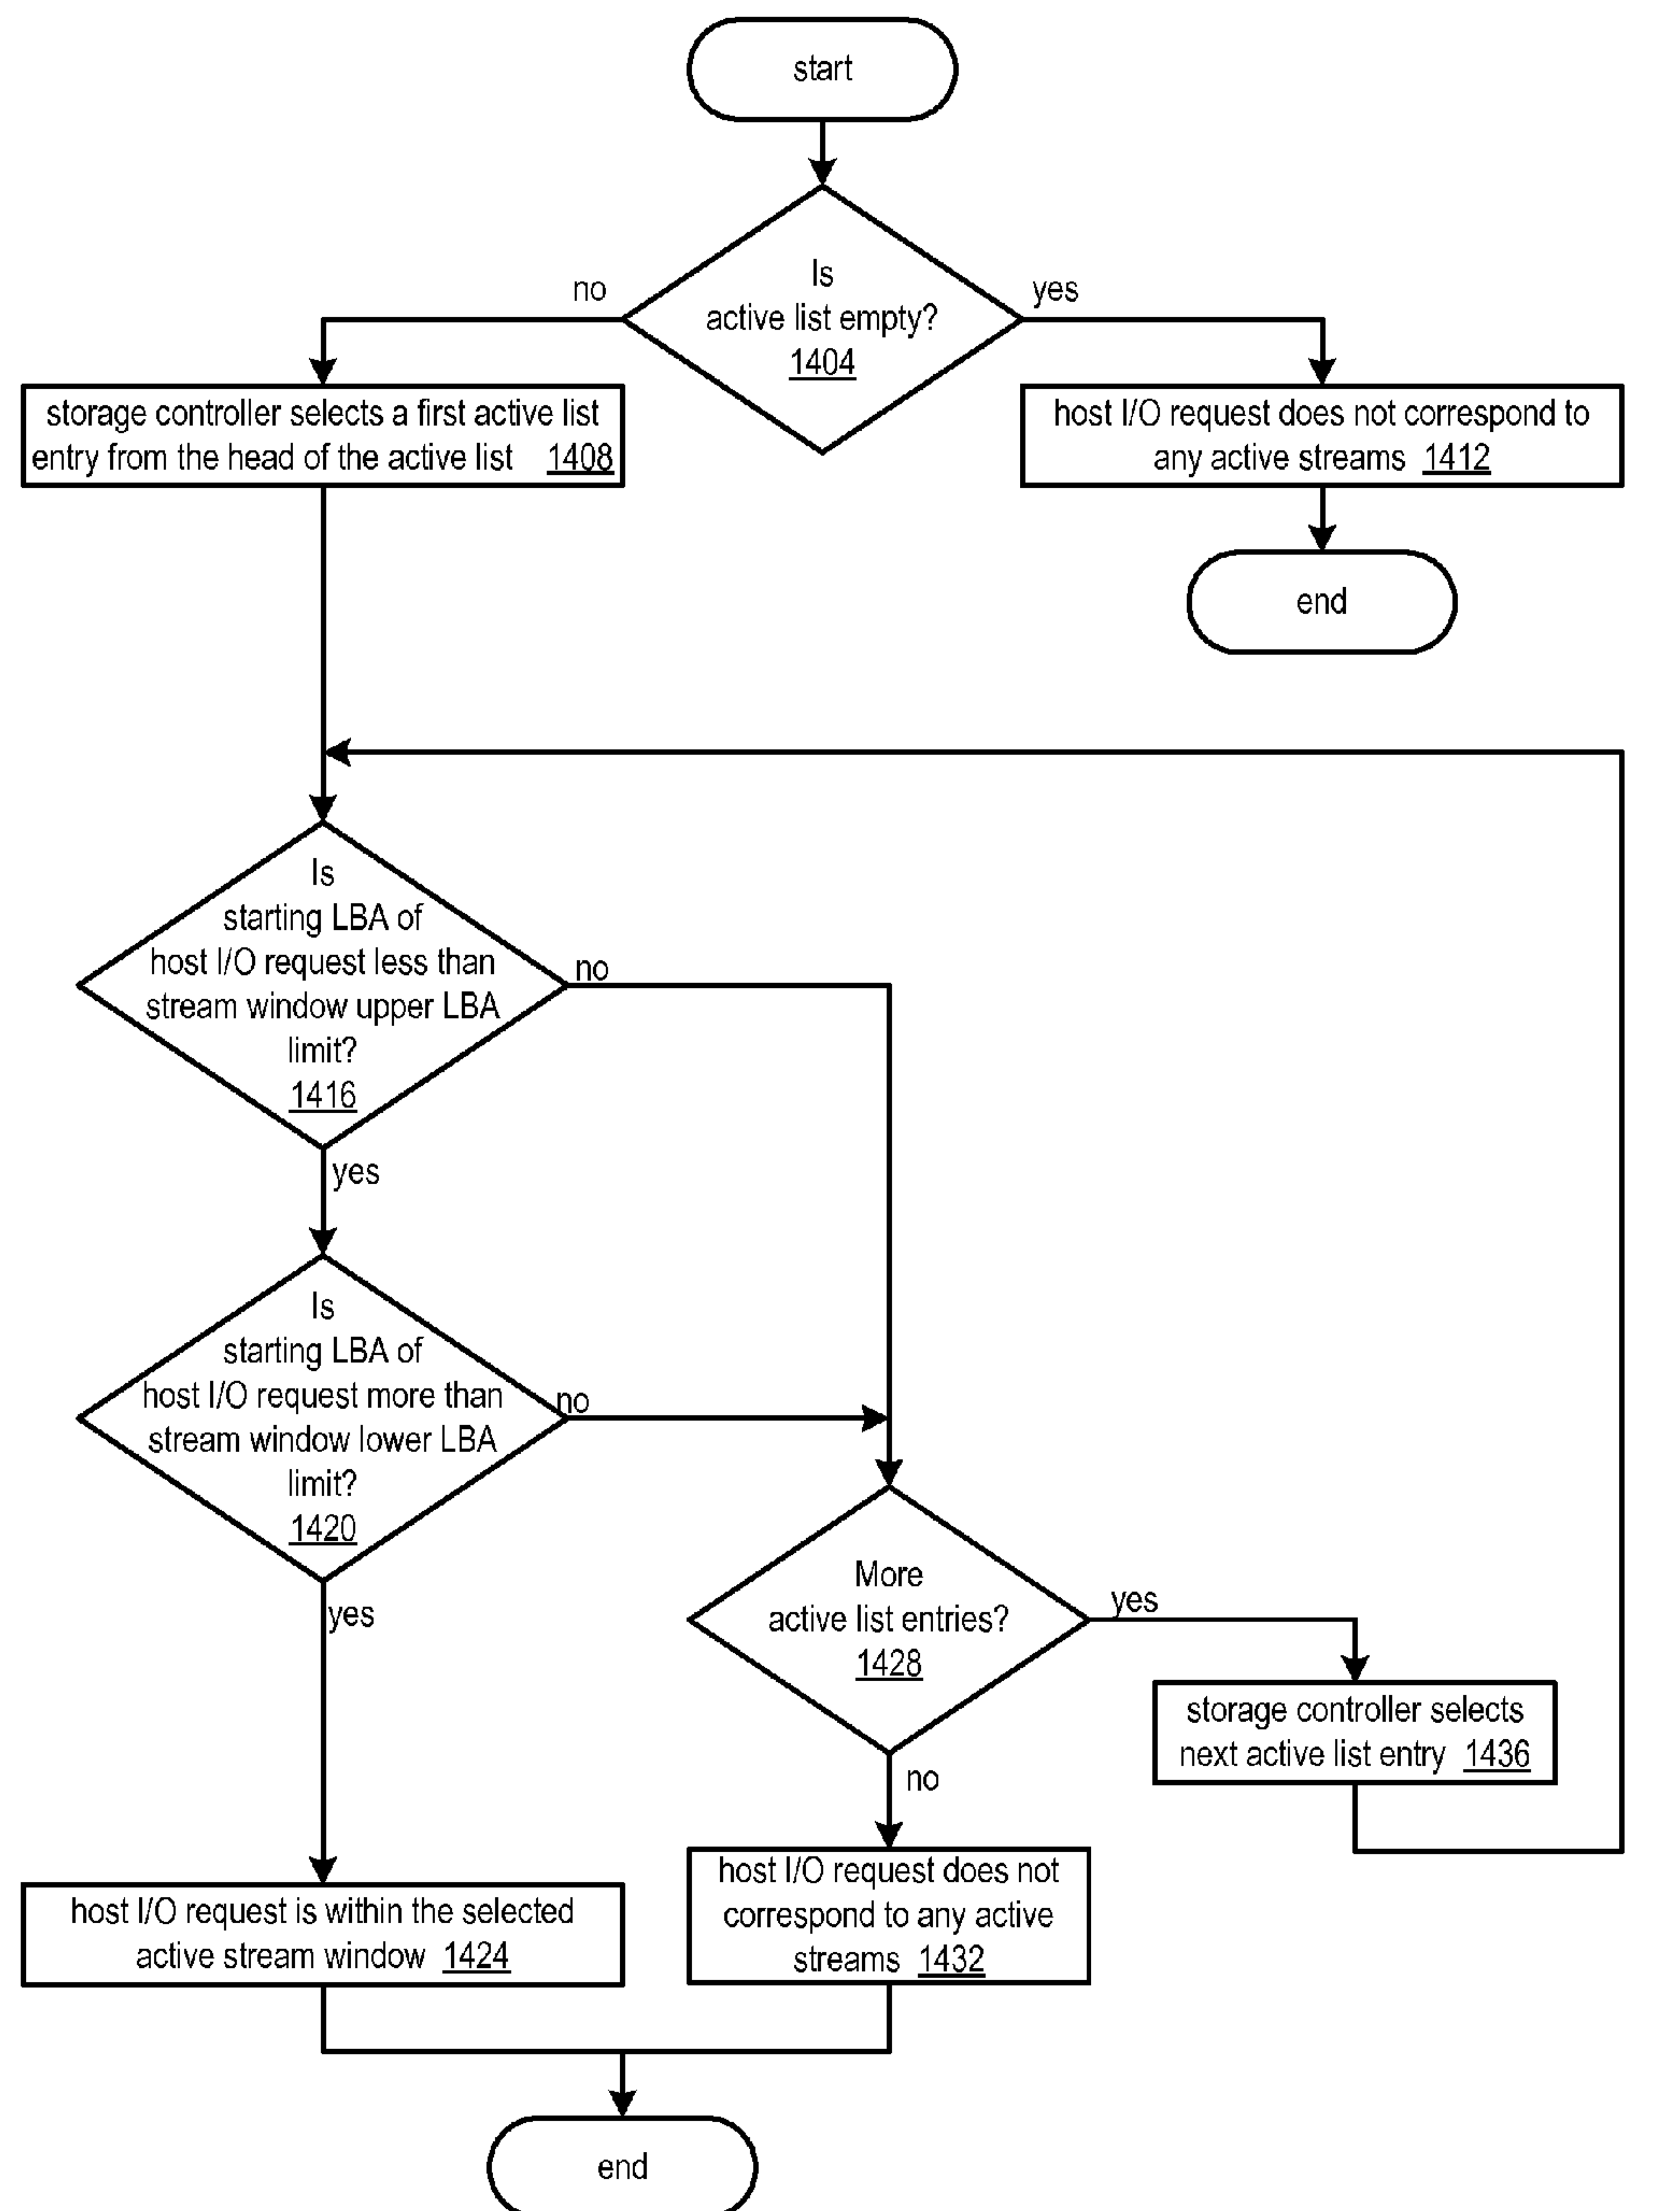 start
Is
active list empty?
1404
no
yes
storage controller selects a first active list
entry from the head of the active list 1408
host I/O request does not correspond to
any active streams 1412
end
Is
starting LBA of
host I/O request less than
stream window upper LBA
limit?
1416
no
yes
Is
starting LBA of
host I/O request more than
stream window lower LBA
limit?
1420
no
yes
More
active list entries?
1428
yes
no
storage controller selects
next active list entry 1436
host I/O request is within the selected
active stream window 1424
host I/O request does not
correspond to any active
streams 1432
end